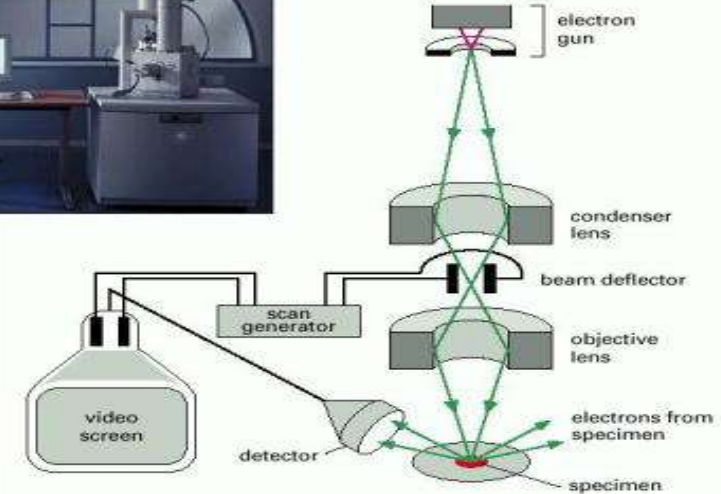 electron
gun
condenser
lens
beam deflector
scan
generator
objective
lens
video
screen
electrons from
specimen
detector
specimen